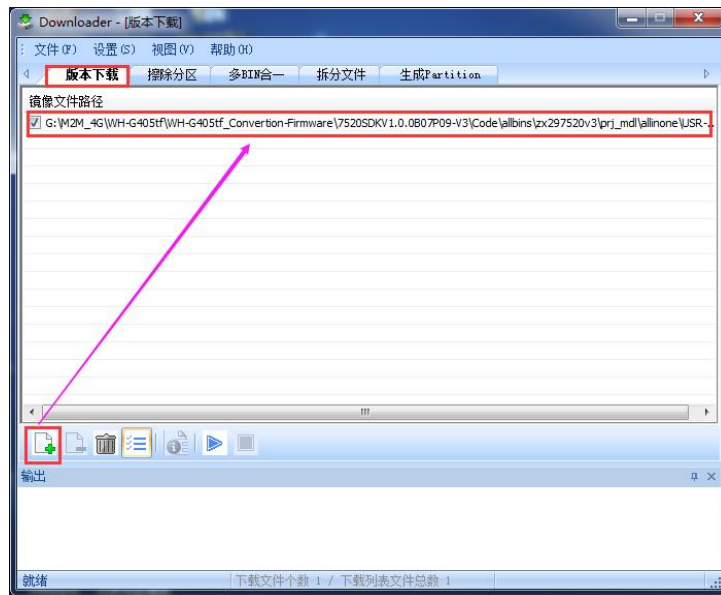 Downloader - [版本下载]
文件(F) 设置(S) 视图(V) 帮助(H)
版本下载 擦除分区 多BIN合一 拆分文件 生成Partition
镜像文件路径
G:\M2M_4G\WH-G405tf\WH-G405tf_Convertion-Firmware\7520SDKV1.0.0B07P09-V3\Code\allbins\zx297520v3\prj_mdl\allinone\USR-...
输出
就绪 下载文件个数 1 / 下载列表文件总数 1